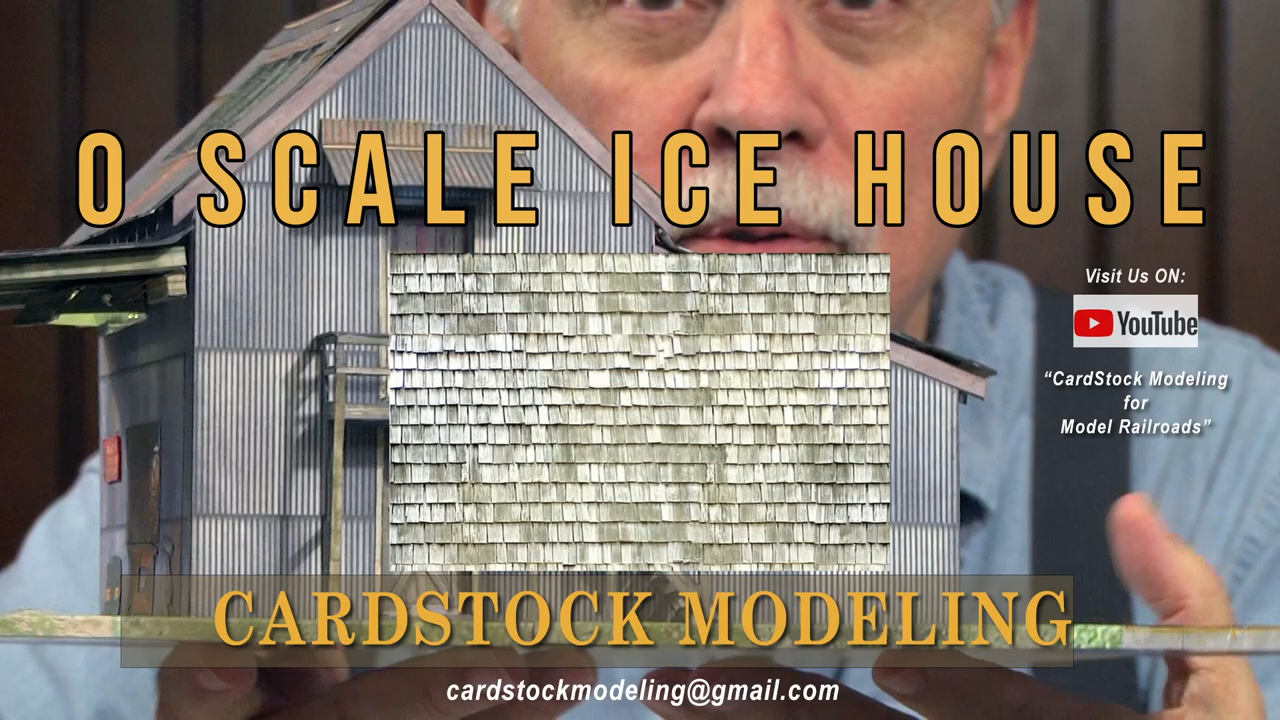 O SCALE ICE HOUSE
Visit Us ON:
YouTube
“CardStock Modeling
for
Model Railroads”
CARDSTOCK MODELING
cardstockmodeling@gmail.com